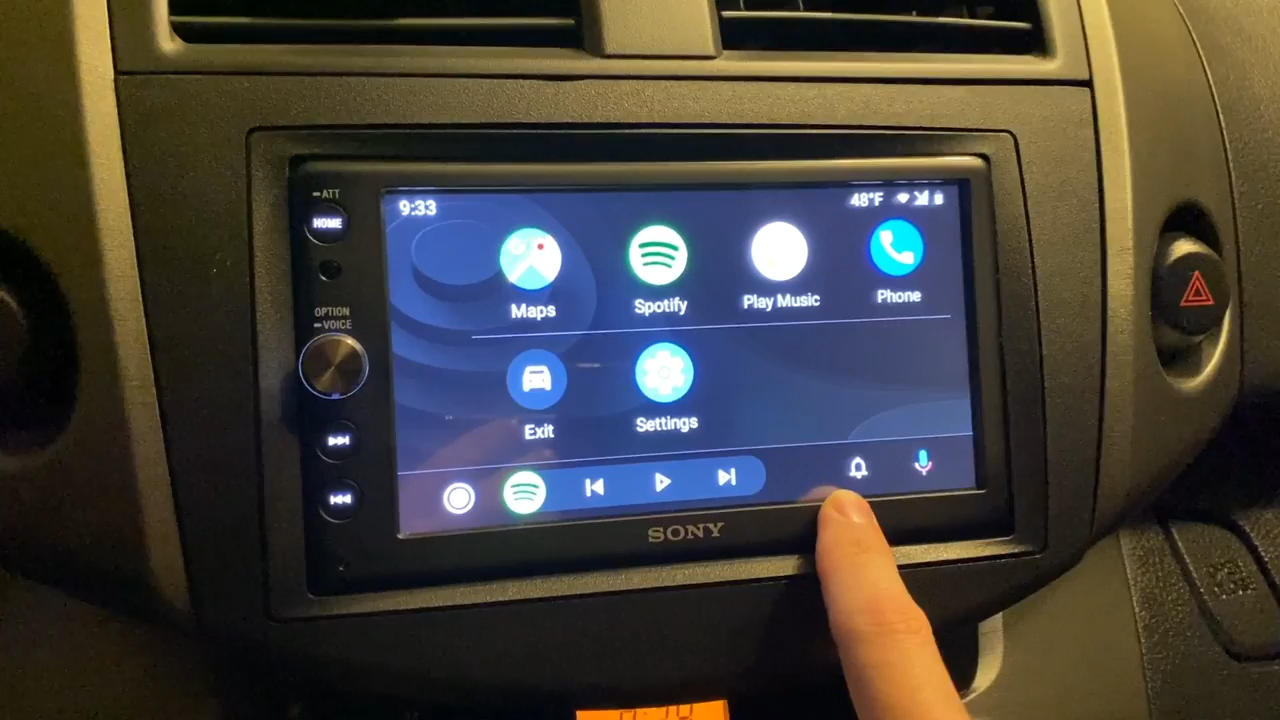 ATT
HOME
OPTION
VOICE
9:33
48°F
Maps
Spotify
Play Music
Phone
Exit
Settings
SONY